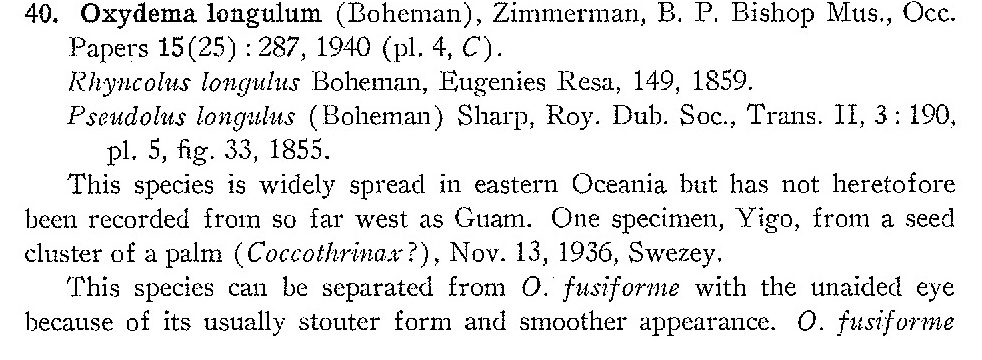 40. Oxydema longulum (Boheman), Zimmerman, B. P. Bishop Mus., Occ.
Papers 15(25) : 287, 1940 (pl. 4, C).
Rhyncolus longulus Boheman, Eugenies Resa, 149, 1859.
Pseudolus longulus (Boheman) Sharp, Roy. Dub. Soc., Trans. II, 3 : 190,
pl. 5, fig. 33, 1855.
This species is widely spread in eastern Oceania but has not heretofore
been recorded from so far west as Guam. One specimen, Yigo, from a seed
cluster of a palm (Coccothrinax?), Nov. 13, 1936, Swezey.
This species can be separated from O. fusiforme with the unaided eye
because of its usually stouter form and smoother appearance. O. fusiforme